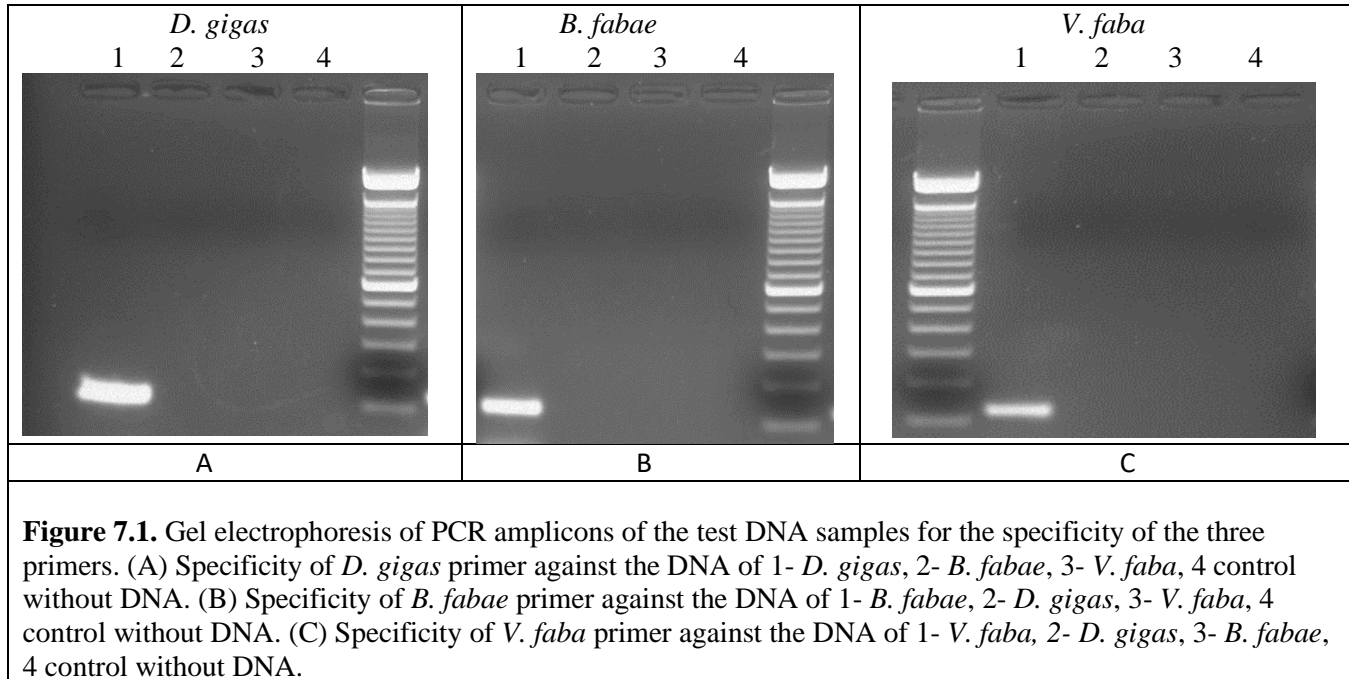 D. gigas
1 2 3 4
B. fabae
1 2 3 4
V. faba
1 2 3 4
A
B
C
Figure 7.1. Gel electrophoresis of PCR amplicons of the test DNA samples for the specificity of the three
primers. (A) Specificity of D. gigas primer against the DNA of 1- D. gigas, 2- B. fabae, 3- V. faba, 4 control
without DNA. (B) Specificity of B. fabae primer against the DNA of 1- B. fabae, 2- D. gigas, 3- V. faba, 4
control without DNA. (C) Specificity of V. faba primer against the DNA of 1- V. faba, 2- D. gigas, 3- B. fabae,
4 control without DNA.